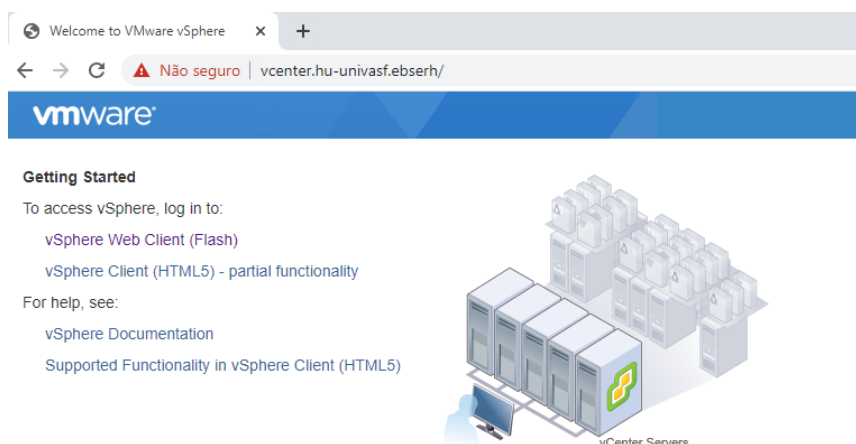 Welcome to VMware vSphere
Não seguro | vcenter.hu-univasf.ebserh/
vmware®
Getting Started
To access vSphere, log in to:
vSphere Web Client (Flash)
vSphere Client (HTML5) - partial functionality
For help, see:
vSphere Documentation
Supported Functionality in vSphere Client (HTML5)
vCenter Servers